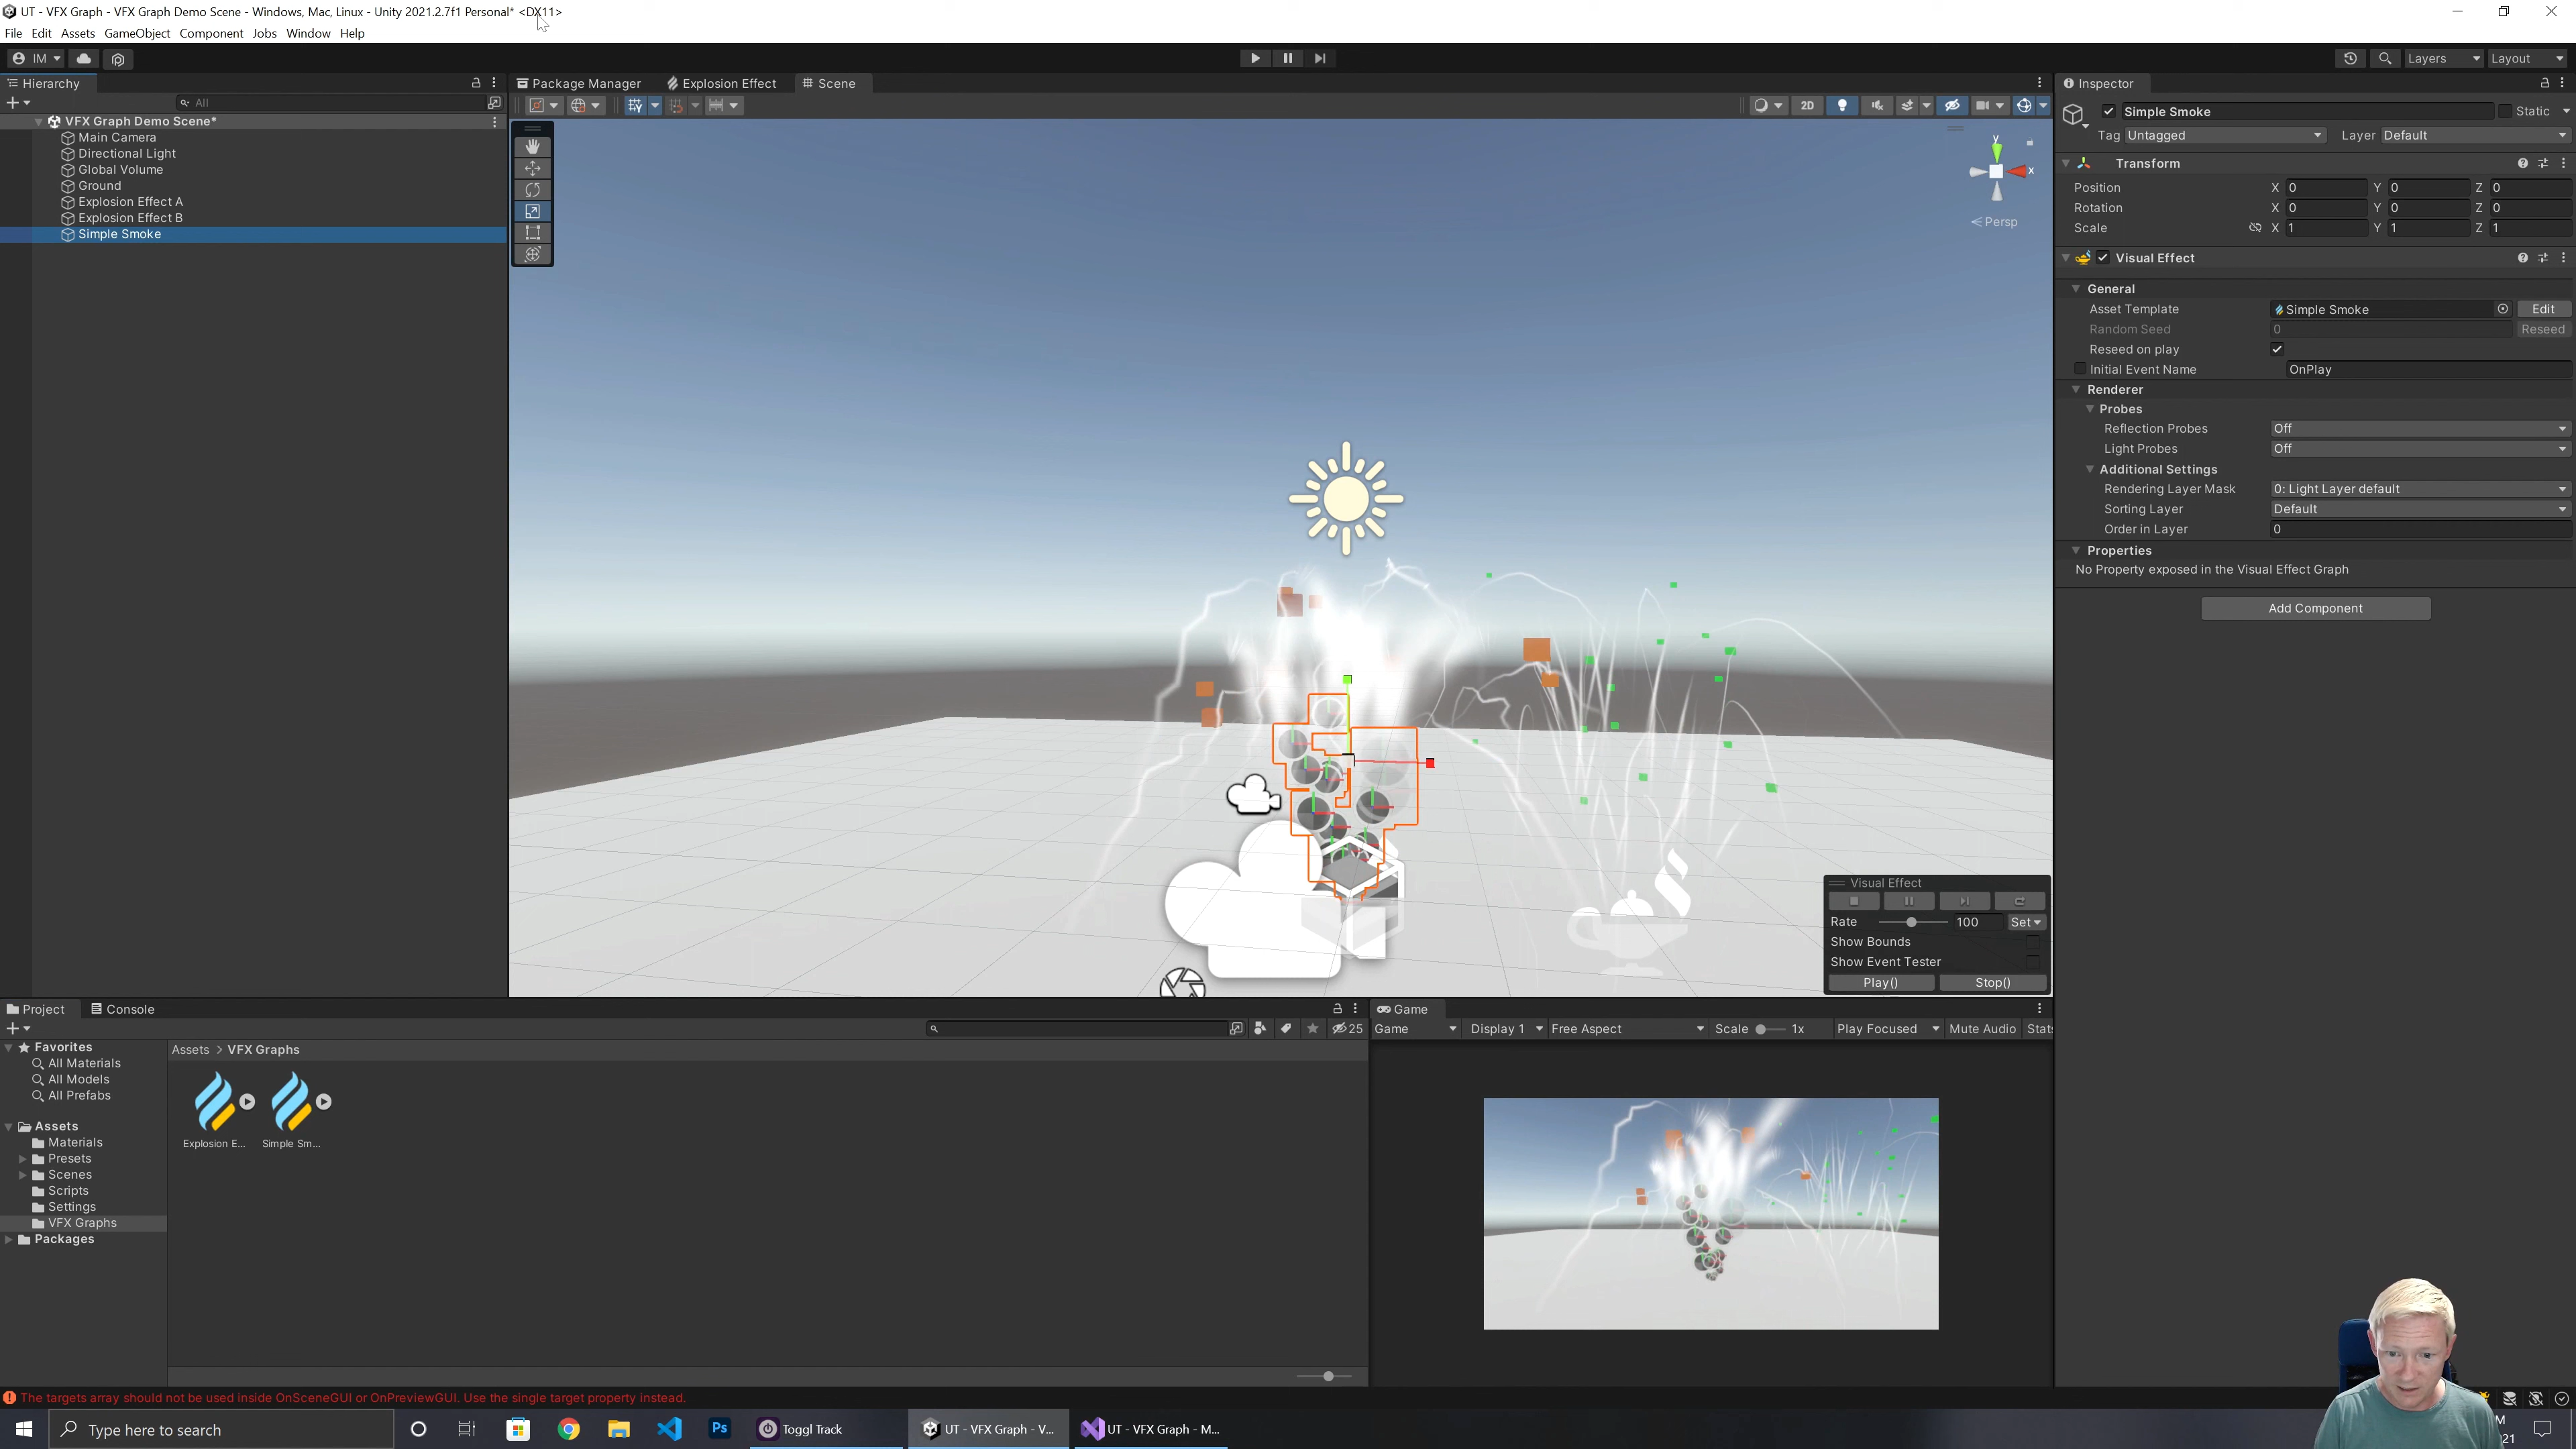 UT - VFX Graph - VFX Graph Demo Scene - Windows, Mac, Linux - Unity 2021.2.7f1 Personal* <DX11>
File Edit Assets GameObject Component Jobs Window Help
IM
Layers
Layout
Hierarchy
Package Manager
Explosion Effect
Scene
Inspector
All
2D
VFX Graph Demo Scene*
Main Camera
Directional Light
Global Volume
Ground
Explosion Effect A
Explosion Effect B
Simple Smoke
y
x
Persp
Simple Smoke
Static
Tag Untagged
Layer Default
Transform
Position X 0 Y 0 Z 0
Rotation X 0 Y 0 Z 0
Scale X 1 Y 1 Z 1
Visual Effect
General
Asset Template Simple Smoke Edit
Random Seed 0 Reseed
Reseed on play
Initial Event Name OnPlay
Renderer
Probes
Reflection Probes Off
Light Probes Off
Additional Settings
Rendering Layer Mask 0: Light Layer default
Sorting Layer Default
Order in Layer 0
Properties
No Property exposed in the Visual Effect Graph
Add Component
Visual Effect
Rate 100 Set
Show Bounds
Show Event Tester
Play() Stop()
Project
Console
25
Favorites
All Materials
All Models
All Prefabs
Assets
Materials
Presets
Scenes
Scripts
Settings
VFX Graphs
Packages
Assets > VFX Graphs
Explosion E...
Simple Sm...
Game
Game Display 1 Free Aspect Scale 1x Play Focused Mute Audio Stats
The targets array should not be used inside OnSceneGUI or OnPreviewGUI. Use the single target property instead.
Type here to search
Ps
Toggl Track
UT - VFX Graph - V...
UT - VFX Graph - M...
M
21